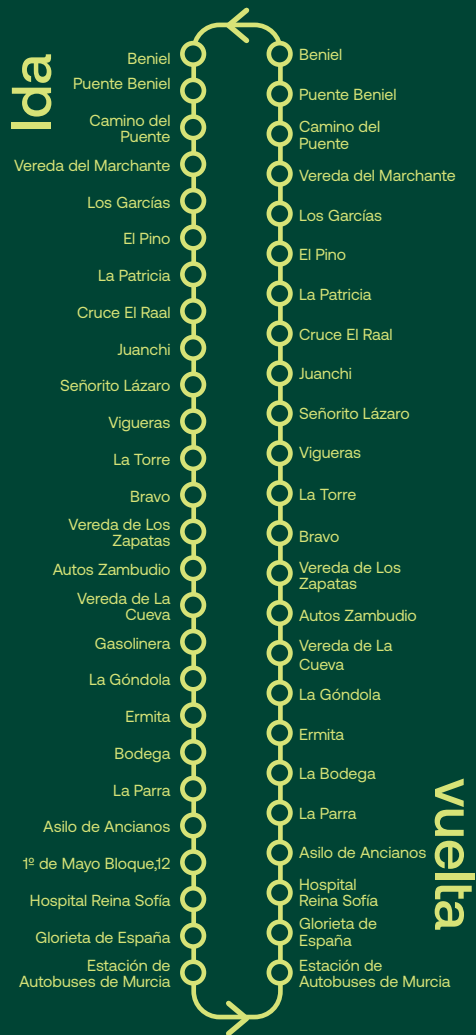 Ida
Beniel
Puente Beniel
Camino del
Puente
Vereda del Marchante
Los Garcías
El Pino
La Patricia
Cruce El Raal
Juanchi
Señorito Lázaro
Vigueras
La Torre
Bravo
Vereda de Los
Zapatas
Autos Zambudio
Vereda de La
Cueva
Gasolinera
La Góndola
Ermita
Bodega
La Parra
Asilo de Ancianos
1º de Mayo Bloque,12
Hospital Reina Sofía
Glorieta de España
Estación de
Autobuses de Murcia
vuelta
Beniel
Puente Beniel
Camino del
Puente
Vereda del Marchante
Los Garcías
El Pino
La Patricia
Cruce El Raal
Juanchi
Señorito Lázaro
Vigueras
La Torre
Bravo
Vereda de Los
Zapatas
Autos Zambudio
Vereda de La
Cueva
La Góndola
Ermita
La Bodega
La Parra
Asilo de Ancianos
Hospital
Reina Sofía
Glorieta de
España
Estación de
Autobuses de Murcia